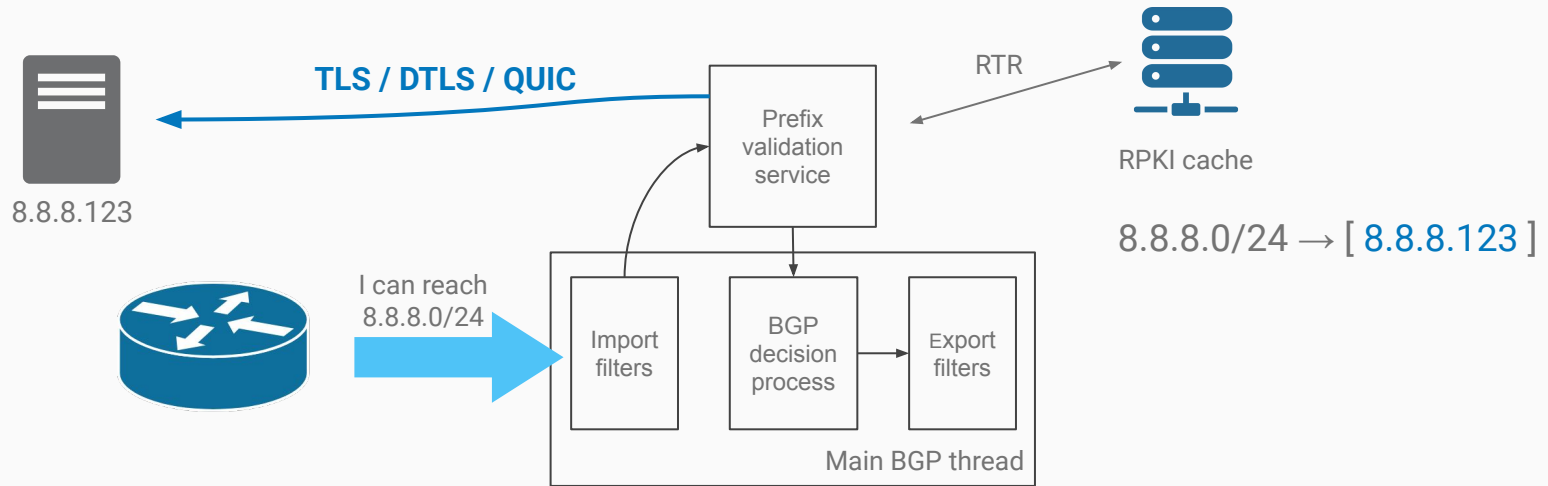 TLS / DTLS / QUIC
8.8.8.123
Prefix
validation
service
RTR
RPKI cache
8.8.8.0/24 → [ 8.8.8.123 ]
I can reach
8.8.8.0/24
Import
filters
BGP
decision
process
Export
filters
Main BGP thread